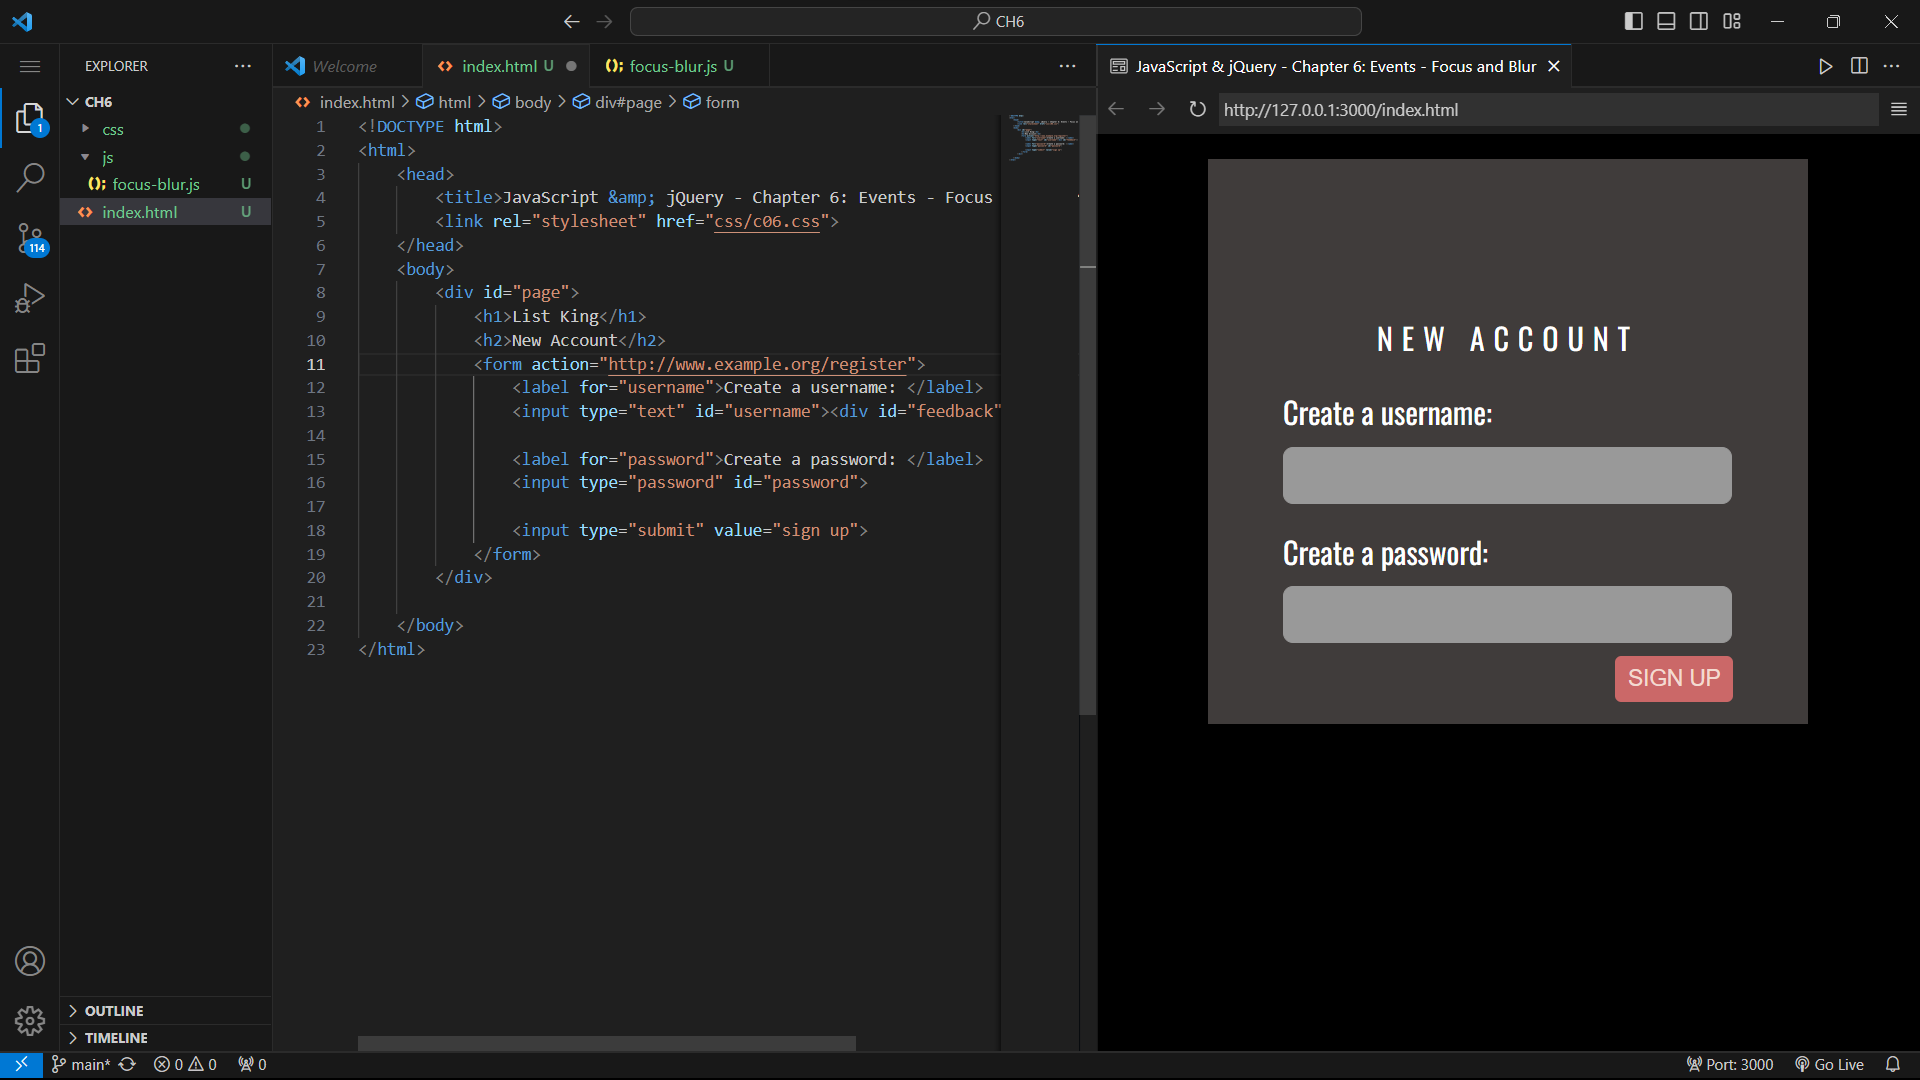 CH6
EXPLORER
CH6
css
js
focus-blur.js U
index.html U
OUTLINE
TIMELINE
1
114
Welcome
index.html U
focus-blur.js U
index.html > html > body > div#page > form
1 <!DOCTYPE html>
2 <html>
3 <head>
4 <title>JavaScript &amp; jQuery - Chapter 6: Events - Focus
5 <link rel="stylesheet" href="css/c06.css">
6 </head>
7 <body>
8 <div id="page">
9 <h1>List King</h1>
10 <h2>New Account</h2>
11 <form action="http://www.example.org/register">
12 <label for="username">Create a username: </label>
13 <input type="text" id="username"><div id="feedback"
14
15 <label for="password">Create a password: </label>
16 <input type="password" id="password">
17
18 <input type="submit" value="sign up">
19 </form>
20 </div>
21
22 </body>
23 </html>
JavaScript & jQuery - Chapter 6: Events - Focus and Blur
http://127.0.0.1:3000/index.html
NEW ACCOUNT
Create a username:
Create a password:
SIGN UP
main* 0 0 0
Port: 3000 Go Live